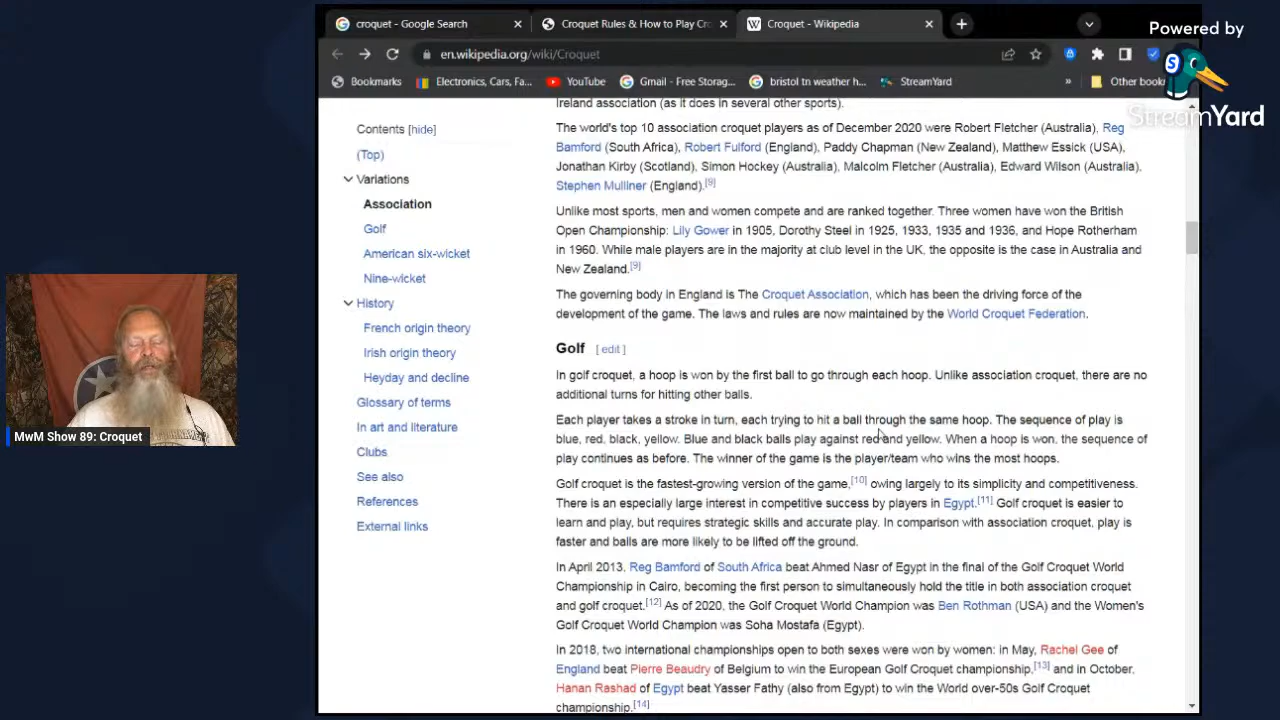 croquet - Google Search
Croquet Rules & How to Play Cr
Croquet - Wikipedia
Powered by
StreamYard
en.wikipedia.org/wiki/Croquet
Bookmarks
Electronics, Cars, Fa...
YouTube
Gmail - Free Storag...
bristol tn weather h...
StreamYard
»
Other book
Contents [hide]
(Top)
Variations
Association
Golf
American six-wicket
Nine-wicket
History
French origin theory
Irish origin theory
Heyday and decline
Glossary of terms
In art and literature
Clubs
See also
References
External links
Ireland association (as it does in several other sports).
The world's top 10 association croquet players as of December 2020 were Robert Fletcher (Australia), Reg
Bamford (South Africa), Robert Fulford (England), Paddy Chapman (New Zealand), Matthew Essick (USA),
Jonathan Kirby (Scotland), Simon Hockey (Australia), Malcolm Fletcher (Australia), Edward Wilson (Australia),
Stephen Mulliner (England).[9]
Unlike most sports, men and women compete and are ranked together. Three women have won the British
Open Championship: Lily Gower in 1905, Dorothy Steel in 1925, 1933, 1935 and 1936, and Hope Rotherham
in 1960. While male players are in the majority at club level in the UK, the opposite is the case in Australia and
New Zealand.[9]
The governing body in England is The Croquet Association, which has been the driving force of the
development of the game. The laws and rules are now maintained by the World Croquet Federation.
Golf [ edit ]
In golf croquet, a hoop is won by the first ball to go through each hoop. Unlike association croquet, there are no
additional turns for hitting other balls.
Each player takes a stroke in turn, each trying to hit a ball through the same hoop. The sequence of play is
blue, red, black, yellow. Blue and black balls play against red and yellow. When a hoop is won, the sequence of
play continues as before. The winner of the game is the player/team who wins the most hoops.
Golf croquet is the fastest-growing version of the game,[10] owing largely to its simplicity and competitiveness.
There is an especially large interest in competitive success by players in Egypt.[11] Golf croquet is easier to
learn and play, but requires strategic skills and accurate play. In comparison with association croquet, play is
faster and balls are more likely to be lifted off the ground.
In April 2013, Reg Bamford of South Africa beat Ahmed Nasr of Egypt in the final of the Golf Croquet World
Championship in Cairo, becoming the first person to simultaneously hold the title in both association croquet
and golf croquet.[12] As of 2020, the Golf Croquet World Champion was Ben Rothman (USA) and the Women's
Golf Croquet World Champion was Soha Mostafa (Egypt).
In 2018, two international championships open to both sexes were won by women: in May, Rachel Gee of
England beat Pierre Beaudry of Belgium to win the European Golf Croquet championship,[13] and in October,
Hanan Rashad of Egypt beat Yasser Fathy (also from Egypt) to win the World over-50s Golf Croquet
championship.[14]
MwM Show 89: Croquet